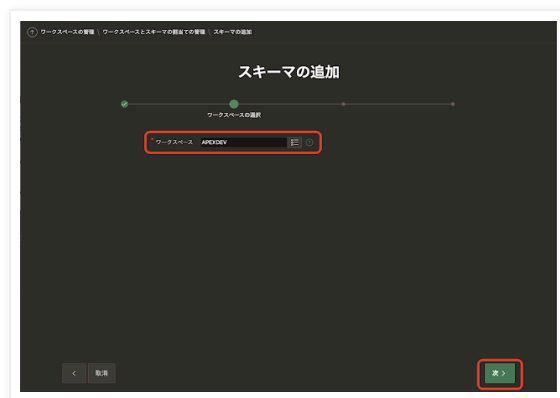 ワークスペースの管理 \ ワークスペースとスキーマの割当ての管理 \ スキーマの追加
スキーマの追加
ワークスペースの選択
* ワークスペース APEXDEV
< 取消 次 >